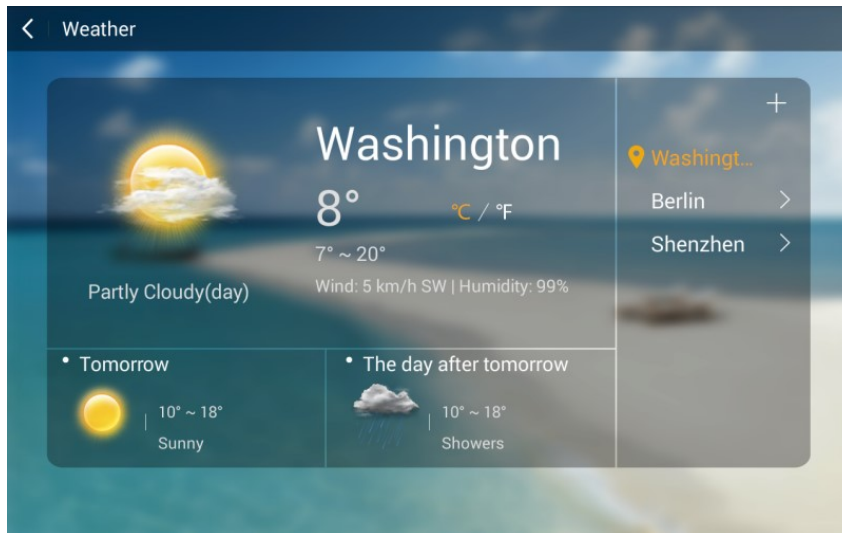 Weather
Washington
8°
℃ / ℉
7° ~ 20°
Partly Cloudy(day)
Wind: 5 km/h SW | Humidity: 99%
Washingt...
Berlin
Shenzhen
• Tomorrow
10° ~ 18°
Sunny
• The day after tomorrow
10° ~ 18°
Showers